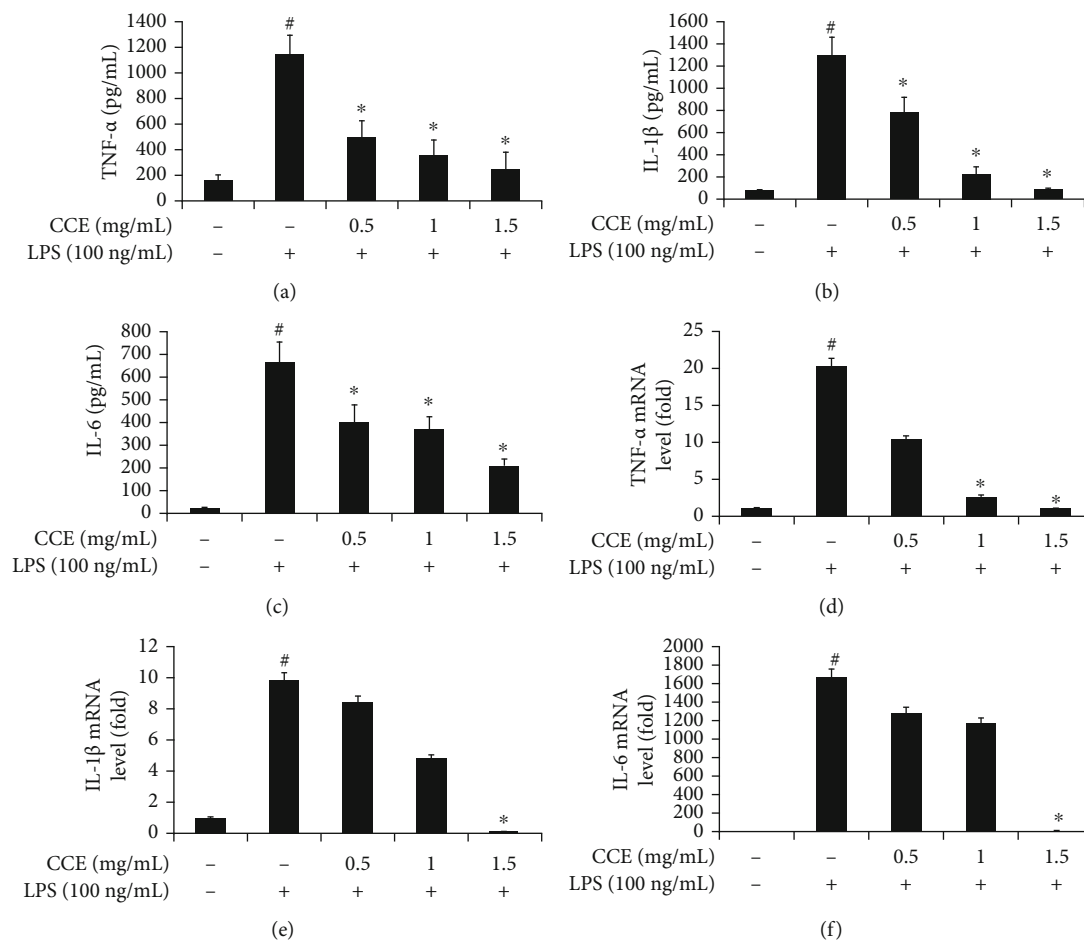 1400
1200
1000
800
600
400
200
0
TNF-α (pg/mL)
#
*
*
*
CCE (mg/mL) – – 0.5 1 1.5
LPS (100 ng/mL) – + + + +
(a)
1600
1400
1200
1000
800
600
400
200
0
IL-1β (pg/mL)
#
*
*
*
CCE (mg/mL) – – 0.5 1 1.5
LPS (100 ng/mL) – + + + +
(b)
800
700
600
500
400
300
200
100
0
IL-6 (pg/mL)
#
*
*
*
CCE (mg/mL) – – 0.5 1 1.5
LPS (100 ng/mL) – + + + +
(c)
25
20
15
10
5
0
TNF-α mRNA
level (fold)
#
*
*
CCE (mg/mL) – – 0.5 1 1.5
LPS (100 ng/mL) – + + + +
(d)
12
10
8
6
4
2
0
IL-1β mRNA
level (fold)
#
*
CCE (mg/mL) – – 0.5 1 1.5
LPS (100 ng/mL) – + + + +
(e)
2000
1800
1600
1400
1200
1000
800
600
400
200
0
IL-6 mRNA
level (fold)
#
*
CCE (mg/mL) – – 0.5 1 1.5
LPS (100 ng/mL) – + + + +
(f)